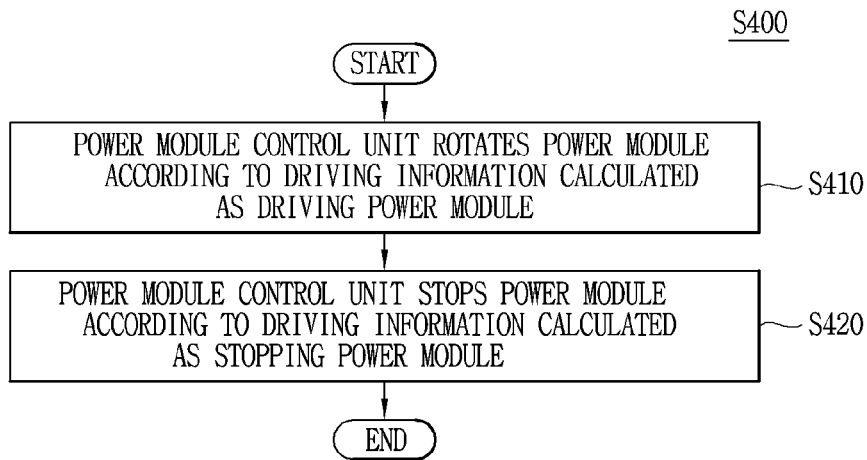 S400
START
POWER MODULE CONTROL UNIT ROTATES POWER MODULE
ACCORDING TO DRIVING INFORMATION CALCULATED
AS DRIVING POWER MODULE
S410
POWER MODULE CONTROL UNIT STOPS POWER MODULE
ACCORDING TO DRIVING INFORMATION CALCULATED
AS STOPPING POWER MODULE
S420
END